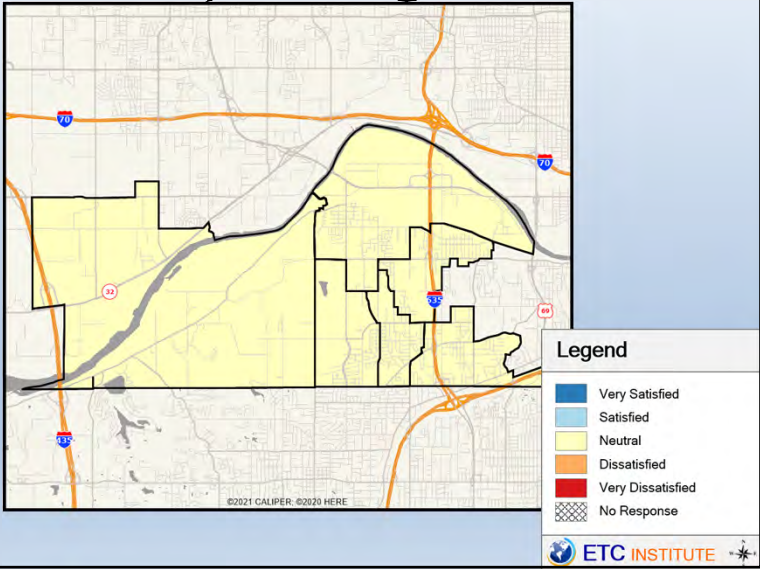 70
70
32
635
69
435
©2021 CALIPER; ©2020 HERE
Legend
Very Satisfied
Satisfied
Neutral
Dissatisfied
Very Dissatisfied
No Response
ETC INSTITUTE